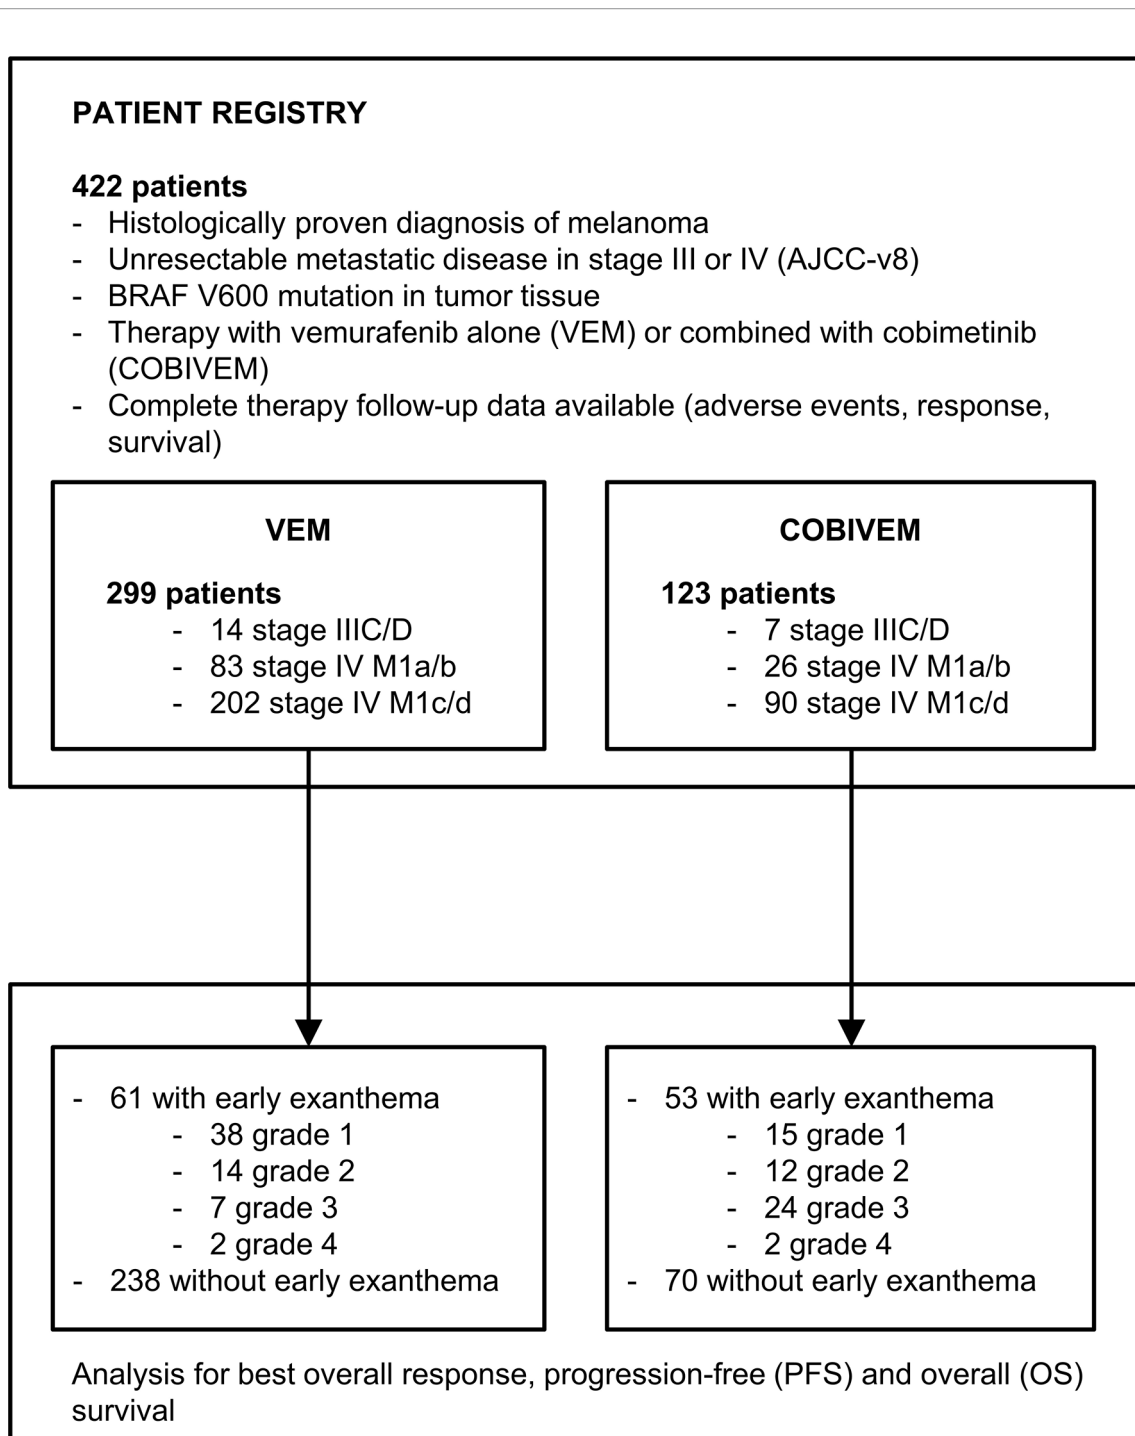 PATIENT REGISTRY
422 patients
- Histologically proven diagnosis of melanoma
- Unresectable metastatic disease in stage III or IV (AJCC-v8)
- BRAF V600 mutation in tumor tissue
- Therapy with vemurafenib alone (VEM) or combined with cobimetinib
(COBIVEM)
- Complete therapy follow-up data available (adverse events, response,
survival)
VEM
299 patients
- 14 stage IIIC/D
- 83 stage IV M1a/b
- 202 stage IV M1c/d
COBIVEM
123 patients
- 7 stage IIIC/D
- 26 stage IV M1a/b
- 90 stage IV M1c/d
- 61 with early exanthema
- 38 grade 1
- 14 grade 2
- 7 grade 3
- 2 grade 4
- 238 without early exanthema
- 53 with early exanthema
- 15 grade 1
- 12 grade 2
- 24 grade 3
- 2 grade 4
- 70 without early exanthema
Analysis for best overall response, progression-free (PFS) and overall (OS)
survival